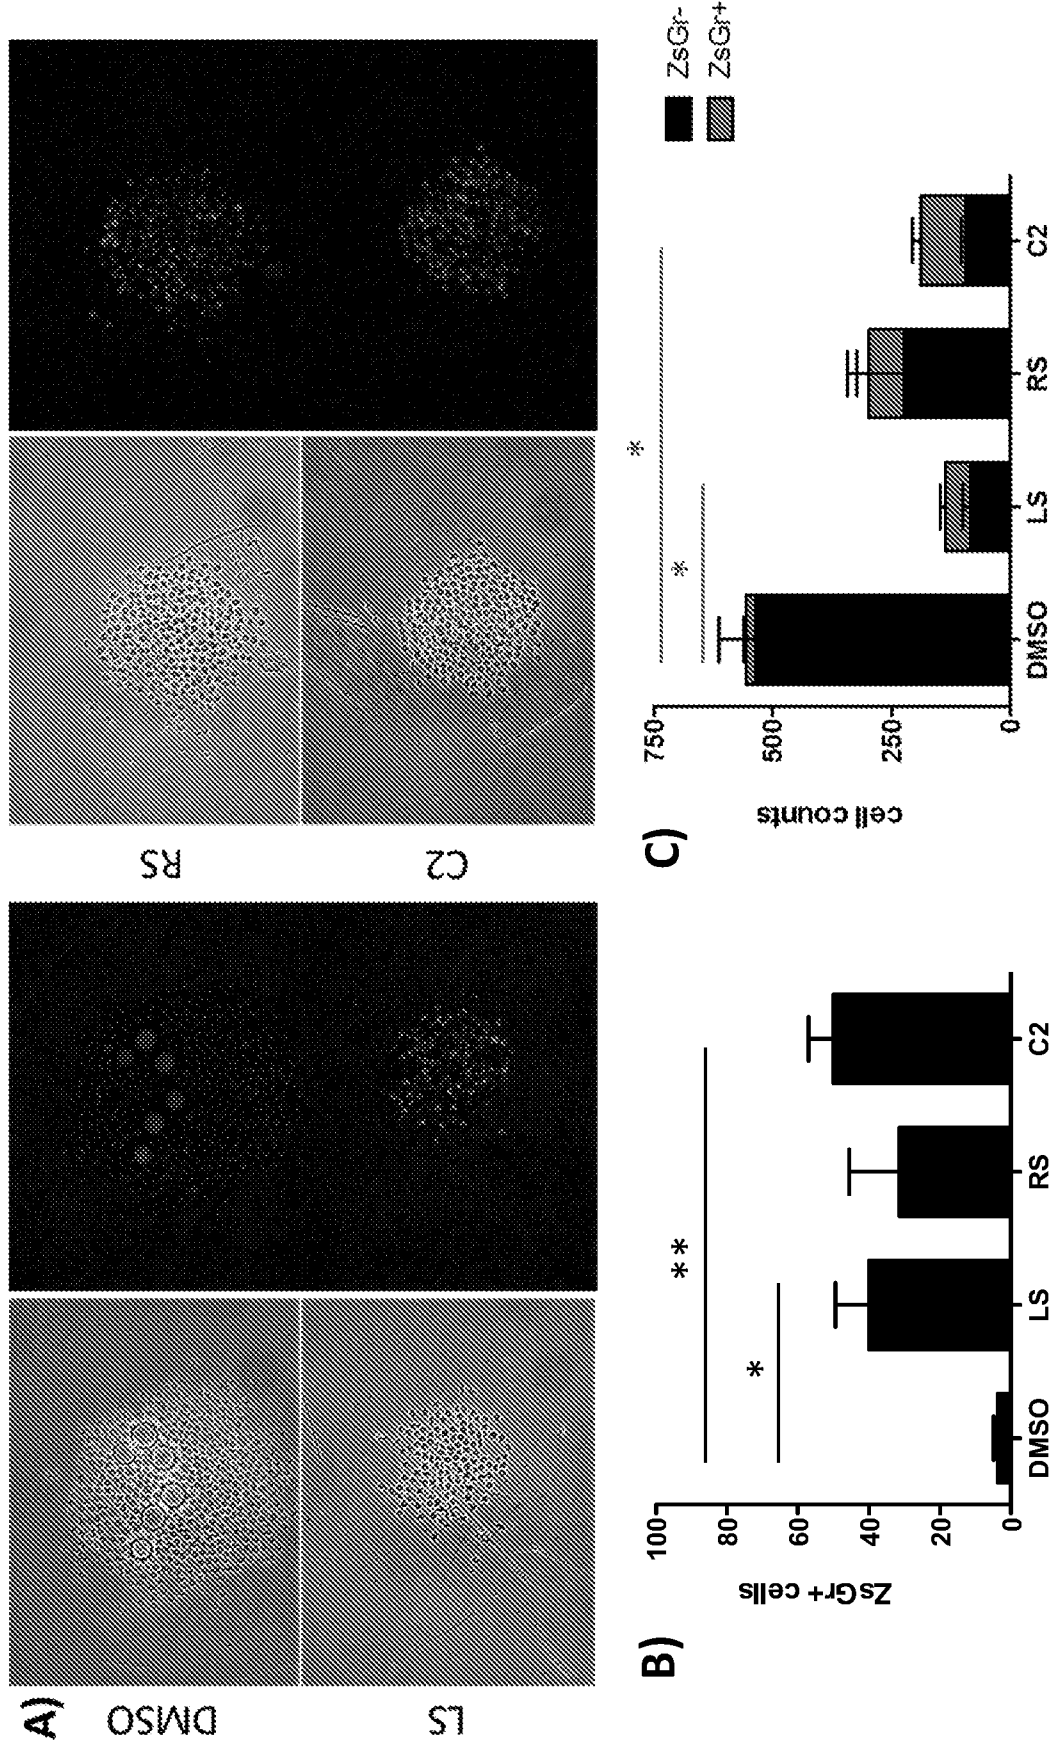 A)
DMSO
LS
RS
C2
B)
ZsGr+ cells
100
80
60
40
20
0
*
**
DMSO LS RS C2
C)
cell counts
750
500
250
0
*
*
DMSO LS RS C2
ZsGr-
ZsGr+